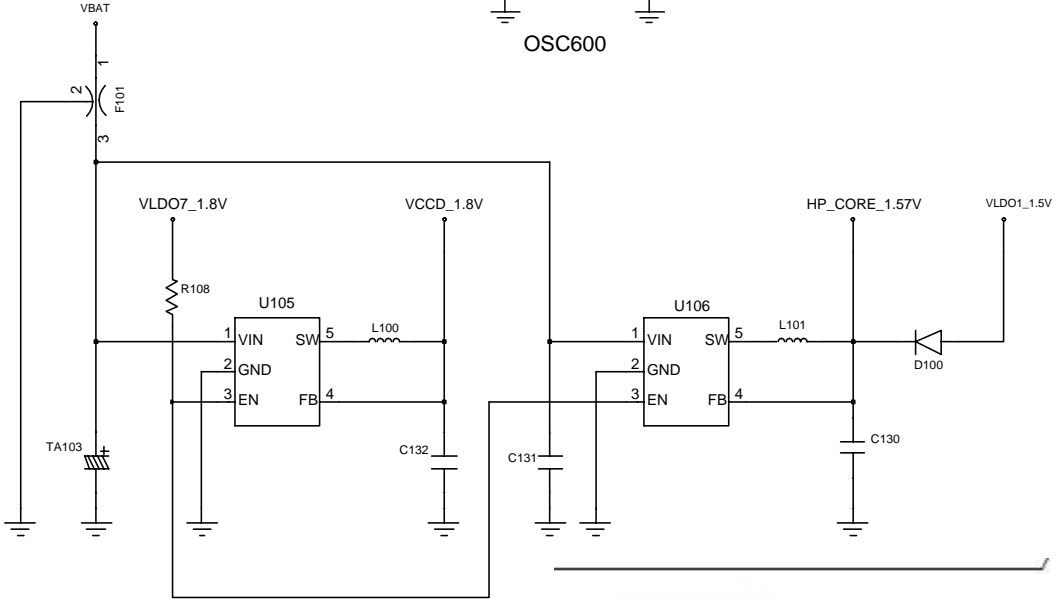 VBAT
OSC600
1
2
F101
3
VLDO7_1.8V
VCCD_1.8V
HP_CORE_1.57V
VLDO1_1.5V
R108
U105
U106
1 VIN
SW 5
L100
2 GND
3 EN
FB 4
1 VIN
SW 5
L101
2 GND
3 EN
FB 4
D100
TA103
+
C132
C131
C130